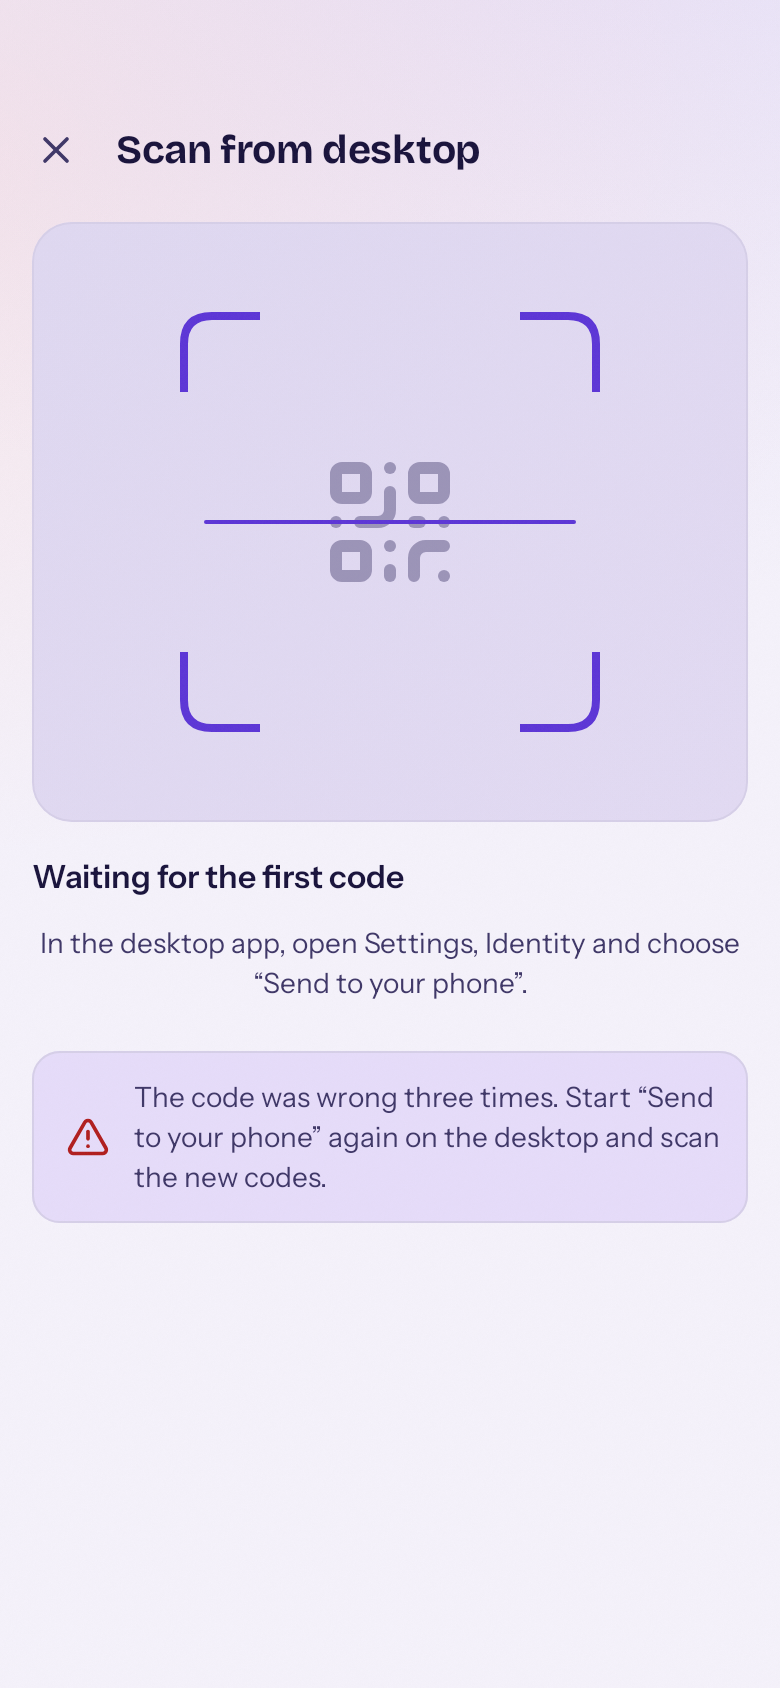 Scan from desktop
Waiting for the first code
In the desktop app, open Settings, Identity and choose
“Send to your phone”.
The code was wrong three times. Start “Send
to your phone” again on the desktop and scan
the new codes.